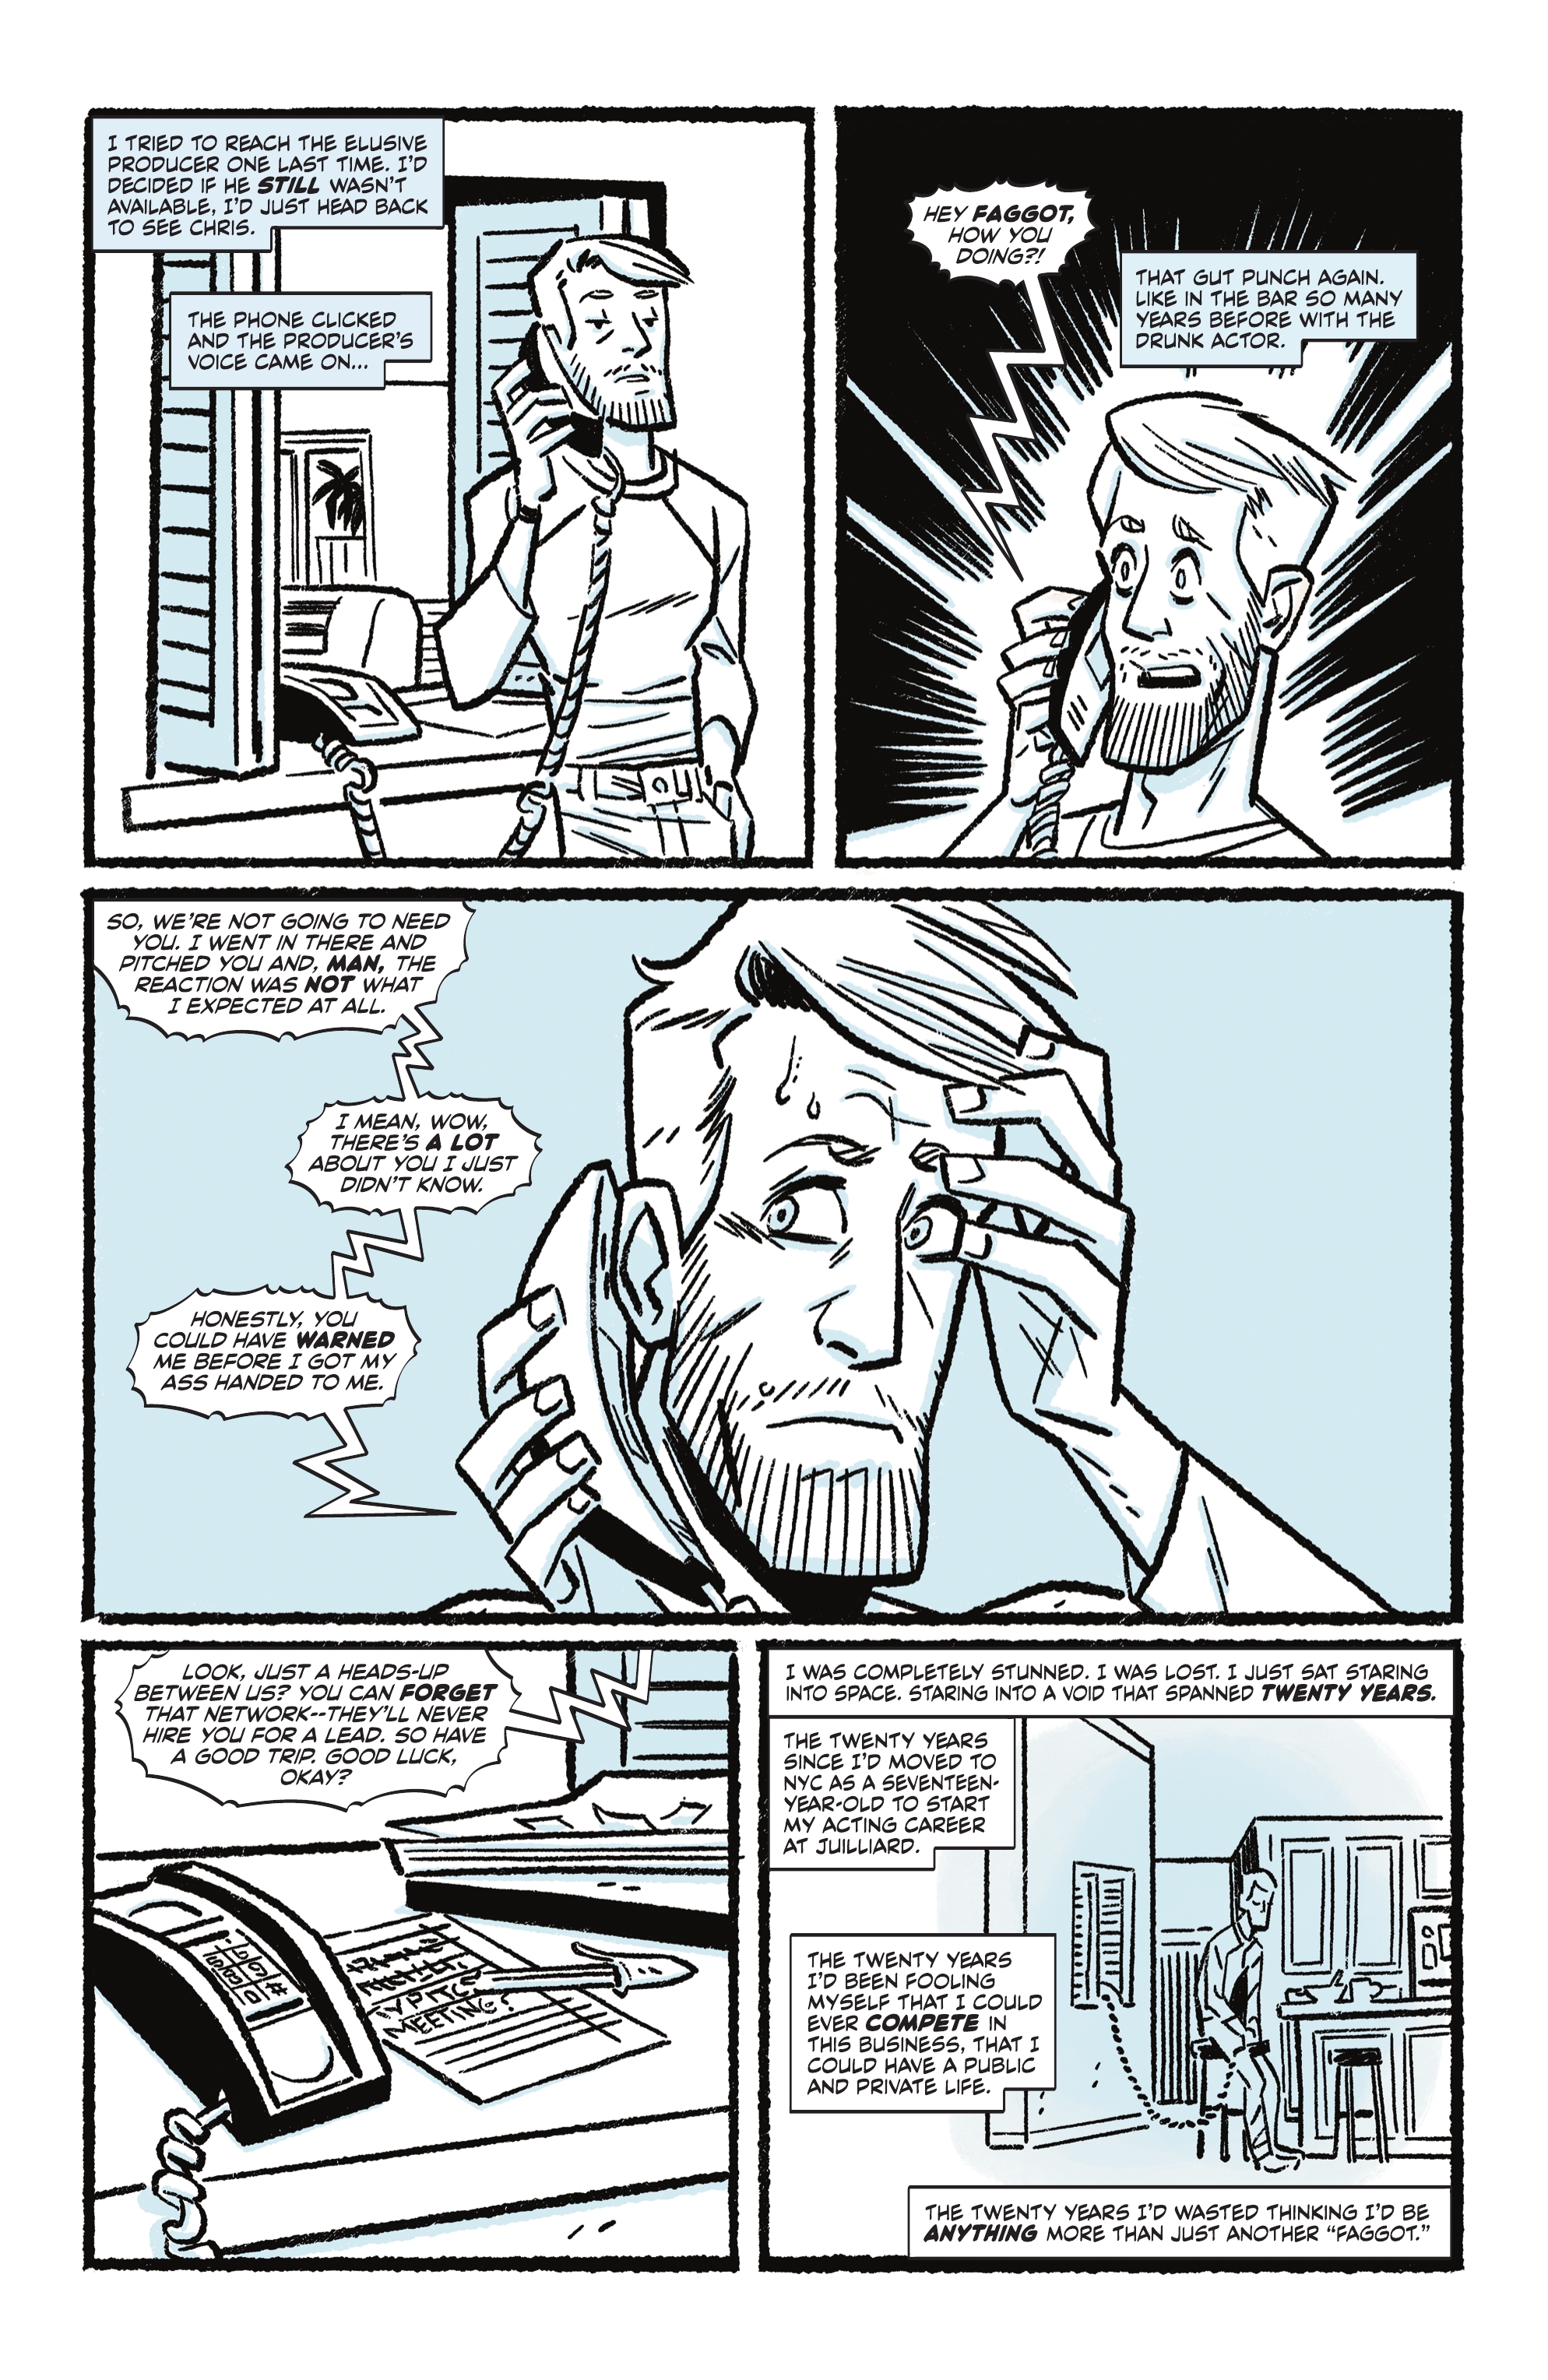 I TRIED TO REACH THE ELUSIVE
PRODUCER ONE LAST TIME. I'D
DECIDED IF HE STILL WASN'T
AVAILABLE, I'D JUST HEAD BACK
TO SEE CHRIS.
THE PHONE CLICKED
AND THE PRODUCER'S
VOICE CAME ON...
HEY FAGGOT,
HOW YOU
DOING?!
THAT GUT PUNCH AGAIN.
LIKE IN THE BAR SO MANY
YEARS BEFORE WITH THE
DRUNK ACTOR.
SO, WE'RE NOT GOING TO NEED
YOU. I WENT IN THERE AND
PITCHED YOU AND, MAN, THE
REACTION WAS NOT WHAT
I EXPECTED AT ALL.
I MEAN, WOW,
THERE'S A LOT
ABOUT YOU I JUST
DIDN'T KNOW.
HONESTLY, YOU
COULD HAVE WARNED
ME BEFORE I GOT MY
ASS HANDED TO ME.
LOOK, JUST A HEADS-UP
BETWEEN US? YOU CAN FORGET
THAT NETWORK--THEY'LL NEVER
HIRE YOU FOR A LEAD. SO HAVE
A GOOD TRIP. GOOD LUCK,
OKAY?
TV PITCH
MEETING?
I WAS COMPLETELY STUNNED. I WAS LOST. I JUST SAT STARING
INTO SPACE. STARING INTO A VOID THAT SPANNED TWENTY YEARS.
THE TWENTY YEARS
SINCE I'D MOVED TO
NYC AS A SEVENTEEN-
YEAR-OLD TO START
MY ACTING CAREER
AT JUILLIARD.
THE TWENTY YEARS
I'D BEEN FOOLING
MYSELF THAT I COULD
EVER COMPETE IN
THIS BUSINESS, THAT I
COULD HAVE A PUBLIC
AND PRIVATE LIFE.
THE TWENTY YEARS I'D WASTED THINKING I'D BE
ANYTHING MORE THAN JUST ANOTHER "FAGGOT."